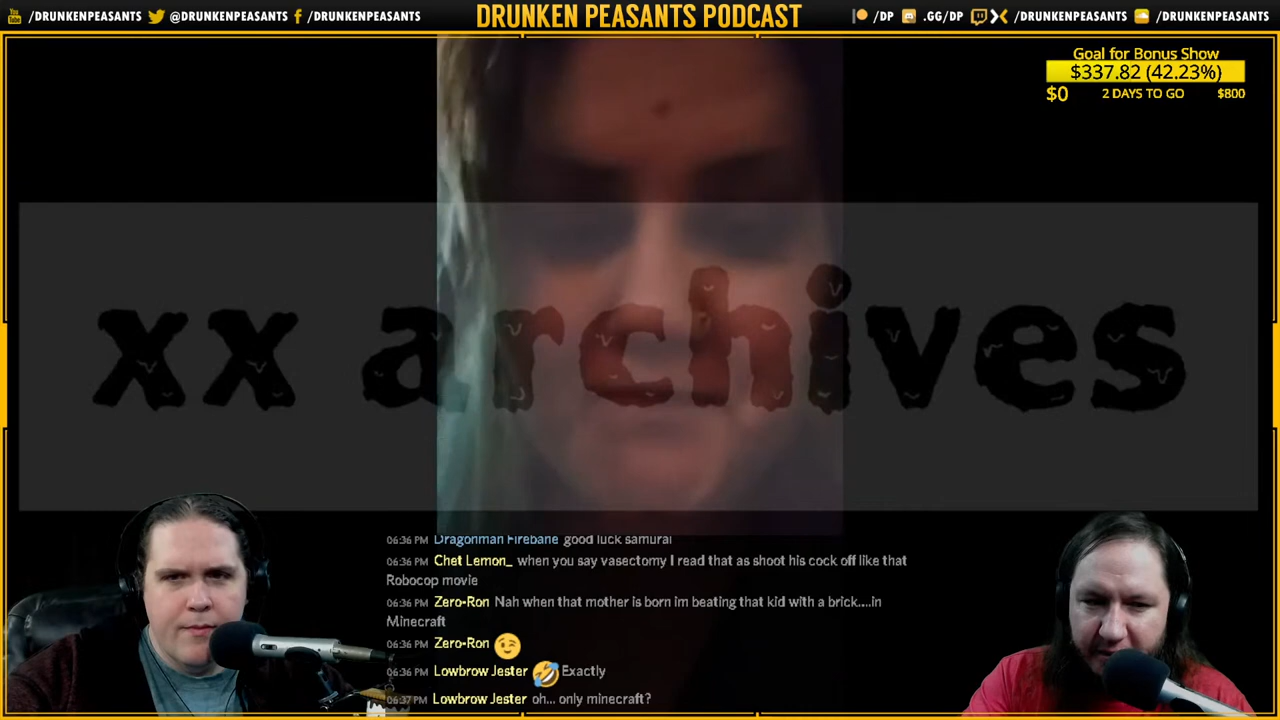 /DRUNKENPEASANTS @DRUNKENPEASANTS /DRUNKENPEASANTS DRUNKEN PEASANTS PODCAST /DP .GG/DP /DRUNKENPEASANTS /DRUNKENPEASANTS
Goal for Bonus Show
$337.82 (42.23%)
$0 2 DAYS TO GO $800
xx archives
06:36 PM Dragonman Firebane good luck samurai
06:36 PM Chet Lemon_ when you say vasectomy I read that as shoot his cock off like that
Robocop movie
06:36 PM Zero-Ron Nah when that mother is born im beating that kid with a brick....in
Minecraft
06:36 PM Zero-Ron 😉
06:36 PM Lowbrow Jester 🤣 Exactly
06:37 PM Lowbrow Jester oh... only minecraft?